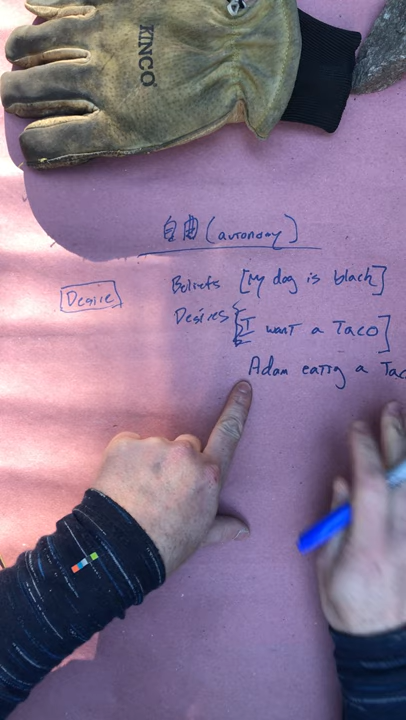 KINCO
自由 (autonomy)
Desire
Beliefs [My dog is black]
Desires [I want a Taco]
Adam eating a Tac